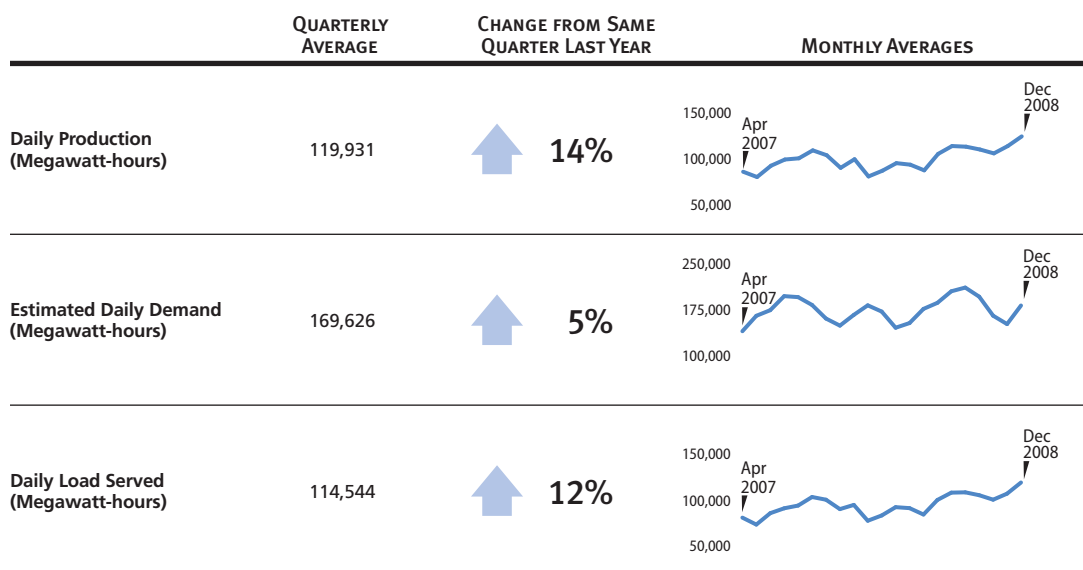 QUARTERLY
AVERAGE
CHANGE FROM SAME
QUARTER LAST YEAR
MONTHLY AVERAGES
Daily Production
(Megawatt-hours)
119,931
14%
150,000
100,000
50,000
Apr
2007
Dec
2008
Estimated Daily Demand
(Megawatt-hours)
169,626
5%
250,000
175,000
100,000
Apr
2007
Dec
2008
Daily Load Served
(Megawatt-hours)
114,544
12%
150,000
100,000
50,000
Apr
2007
Dec
2008